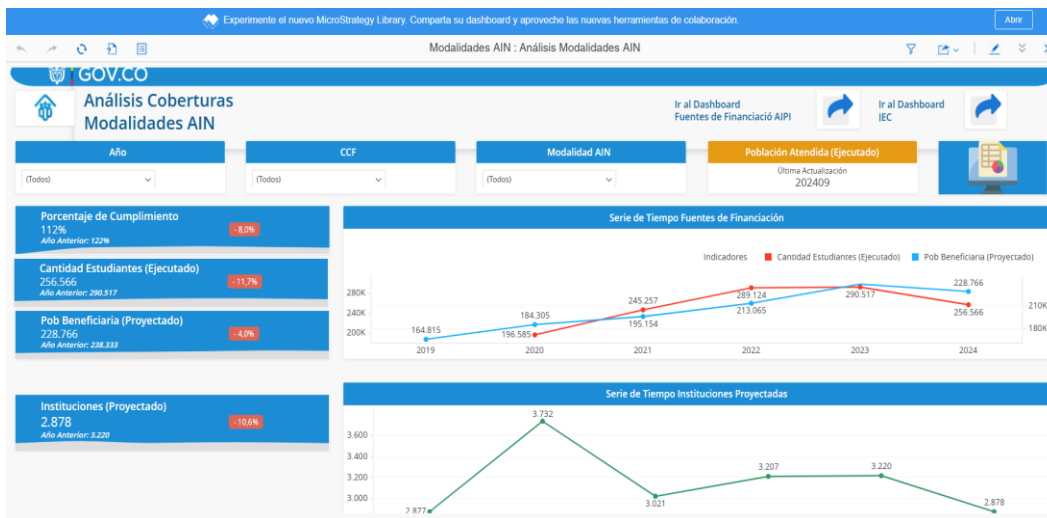 Experimente el nuevo MicroStrategy Library. Comparta su dashboard y aproveche las nuevas herramientas de colaboración.
Abrir
Modalidades AIN : Análisis Modalidades AIN
GOV.CO
Análisis Coberturas
Modalidades AIN
Ir al Dashboard
Fuentes de Financiació AIPI
Ir al Dashboard
IEC
Año
(Todos)
CCF
(Todos)
Modalidad AIN
(Todos)
Población Atendida (Ejecutado)
Última Actualización
202409
Porcentaje de Cumplimiento
112%
Año Anterior: 122%
- 8,0%
Cantidad Estudiantes (Ejecutado)
256.566
Año Anterior: 290.517
- 11,7%
Pob Beneficiaria (Proyectado)
228.766
Año Anterior: 238.333
- 4,0%
Instituciones (Proyectado)
2.878
Año Anterior: 3.220
- 10,6%
Serie de Tiempo Fuentes de Financiación
Indicadores
Cantidad Estudiantes (Ejecutado)
Pob Beneficiaria (Proyectado)
280K
240K
200K
210K
180K
164.815
184.305
196.585
245.257
195.154
289.124
213.065
290.517
228.766
256.566
2019
2020
2021
2022
2023
2024
Serie de Tiempo Instituciones Proyectadas
3.600
3.400
3.200
3.000
2.877
3.732
3.021
3.207
3.220
2.878